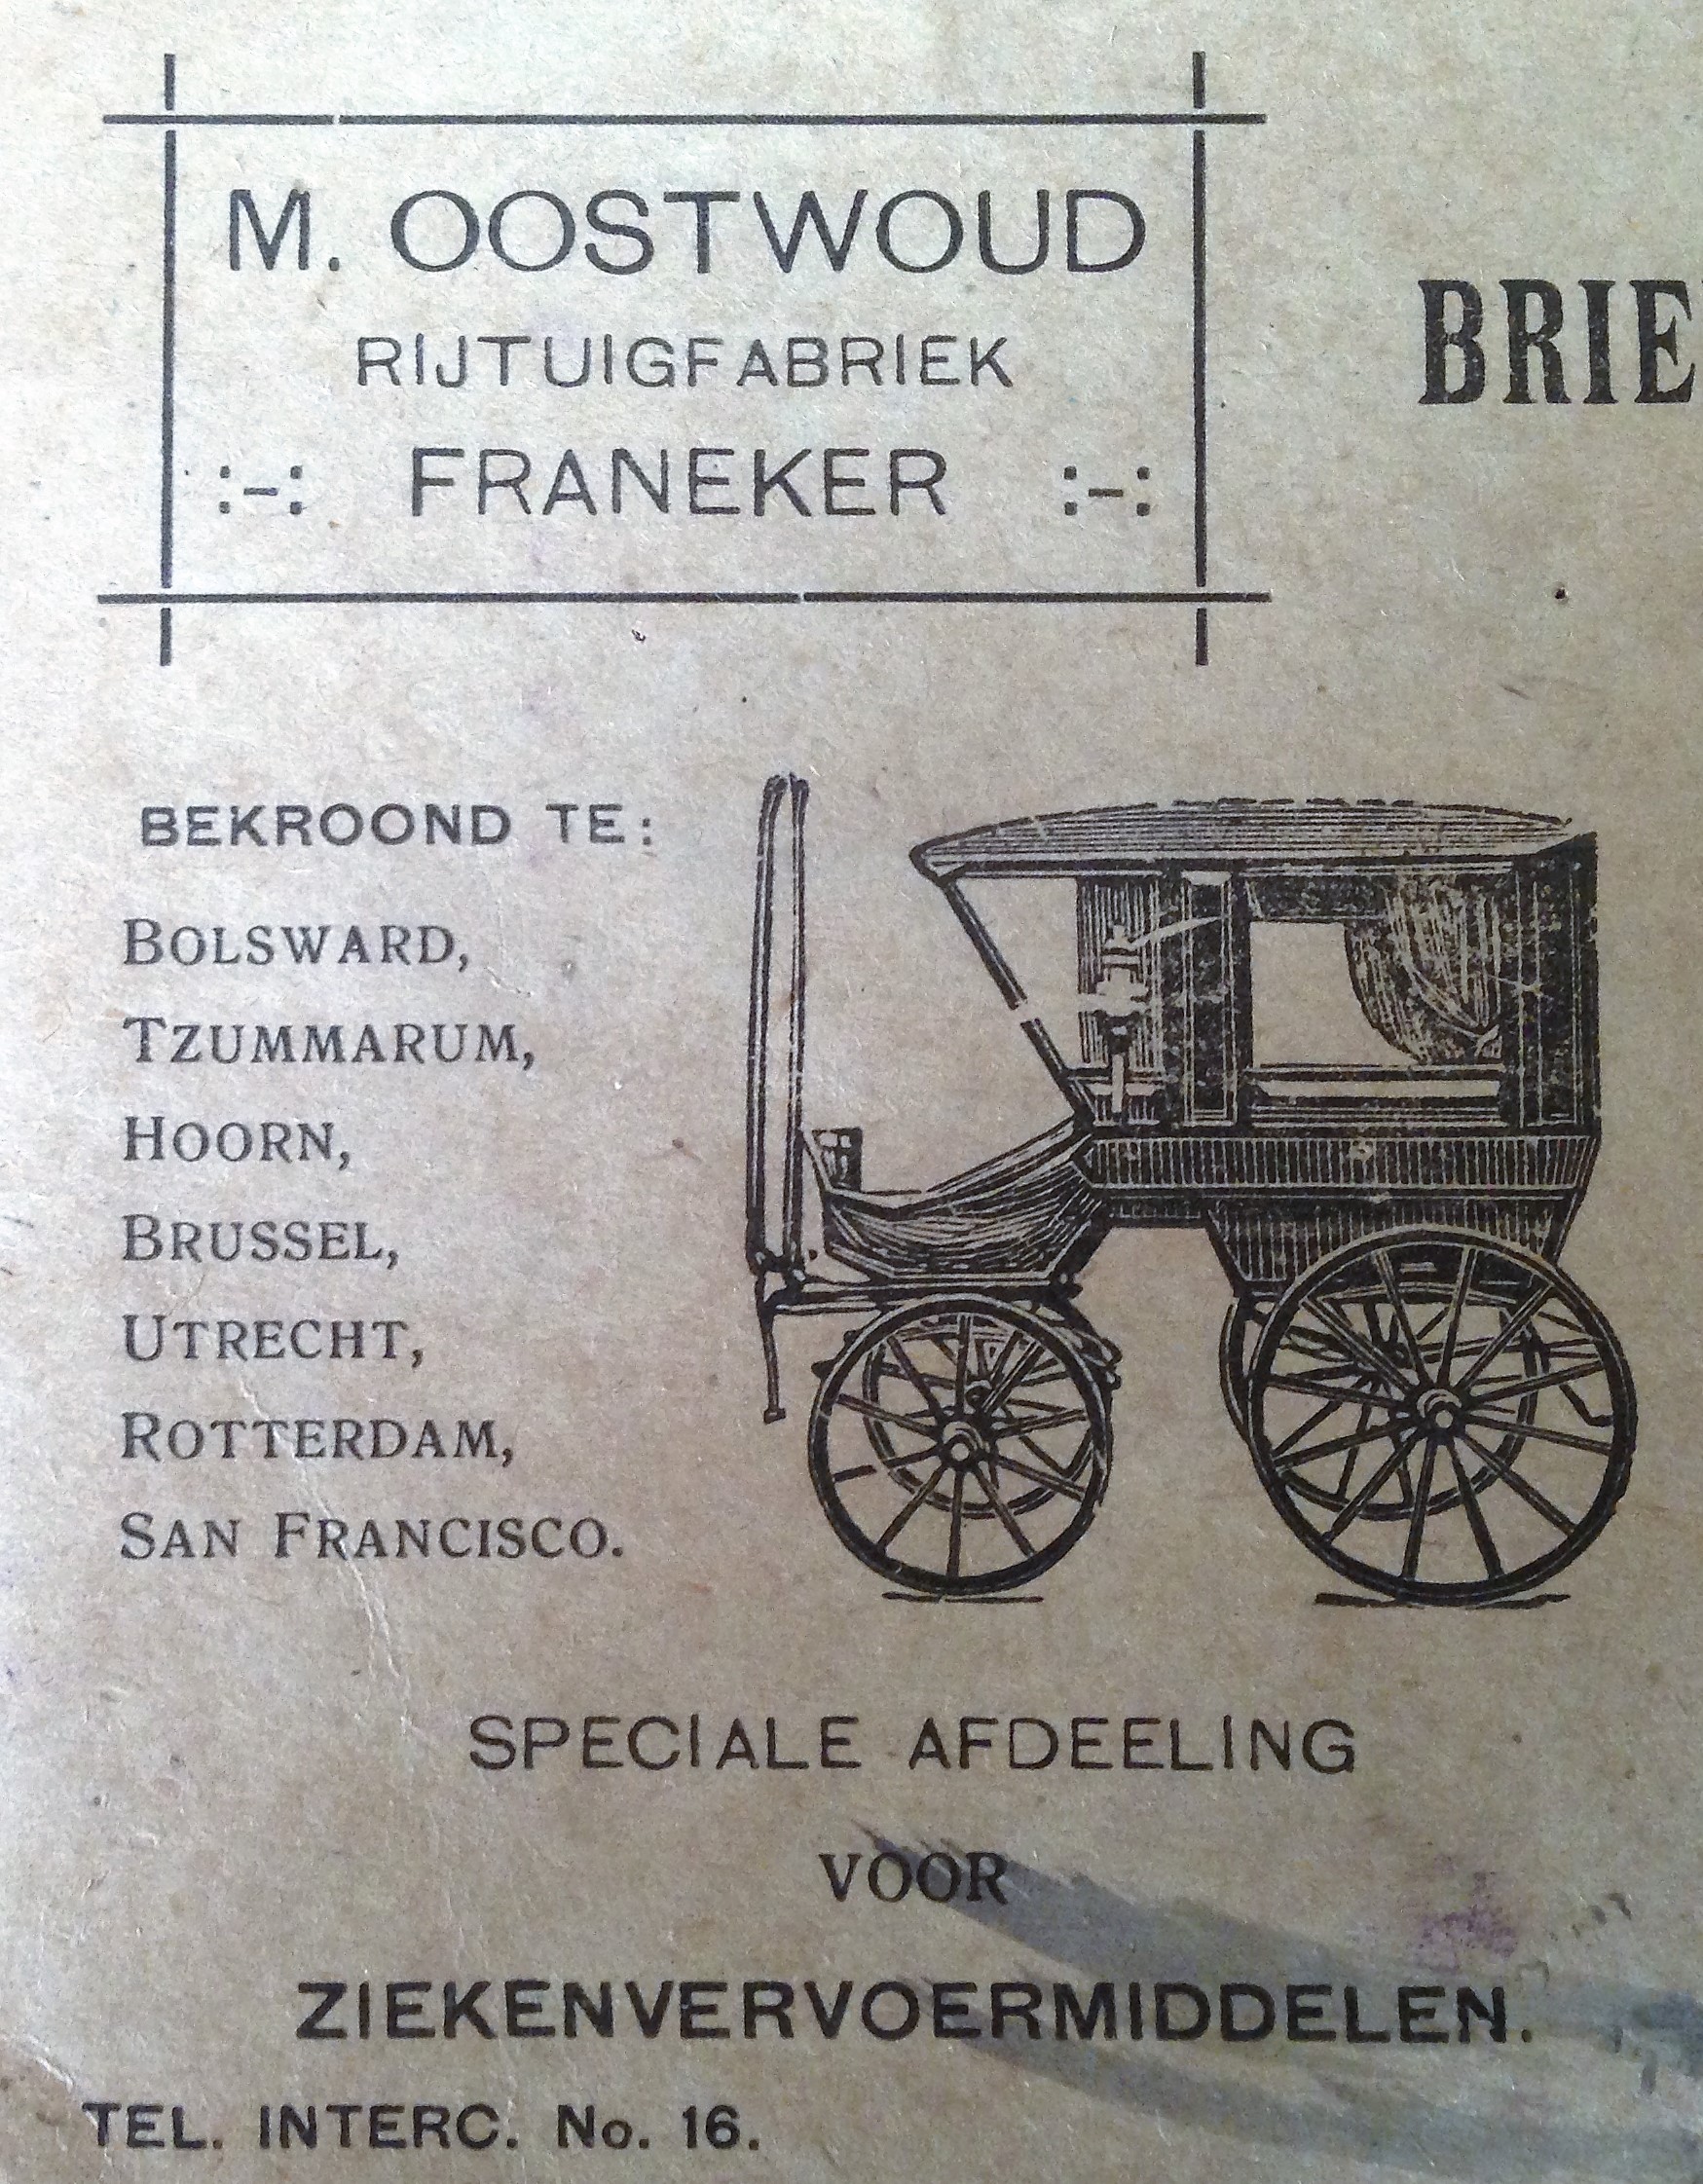 M. OOSTWOUD
RIJTUIGFABRIEK
:-: FRANEKER :-:
BRIE
BEKROOND TE:
BOLSWARD,
TZUMMARUM,
HOORN,
BRUSSEL,
UTRECHT,
ROTTERDAM,
SAN FRANCISCO.
SPECIALE AFDEELING
VOOR
ZIEKENVERVOERMIDDELEN.
TEL. INTERC. No. 16.